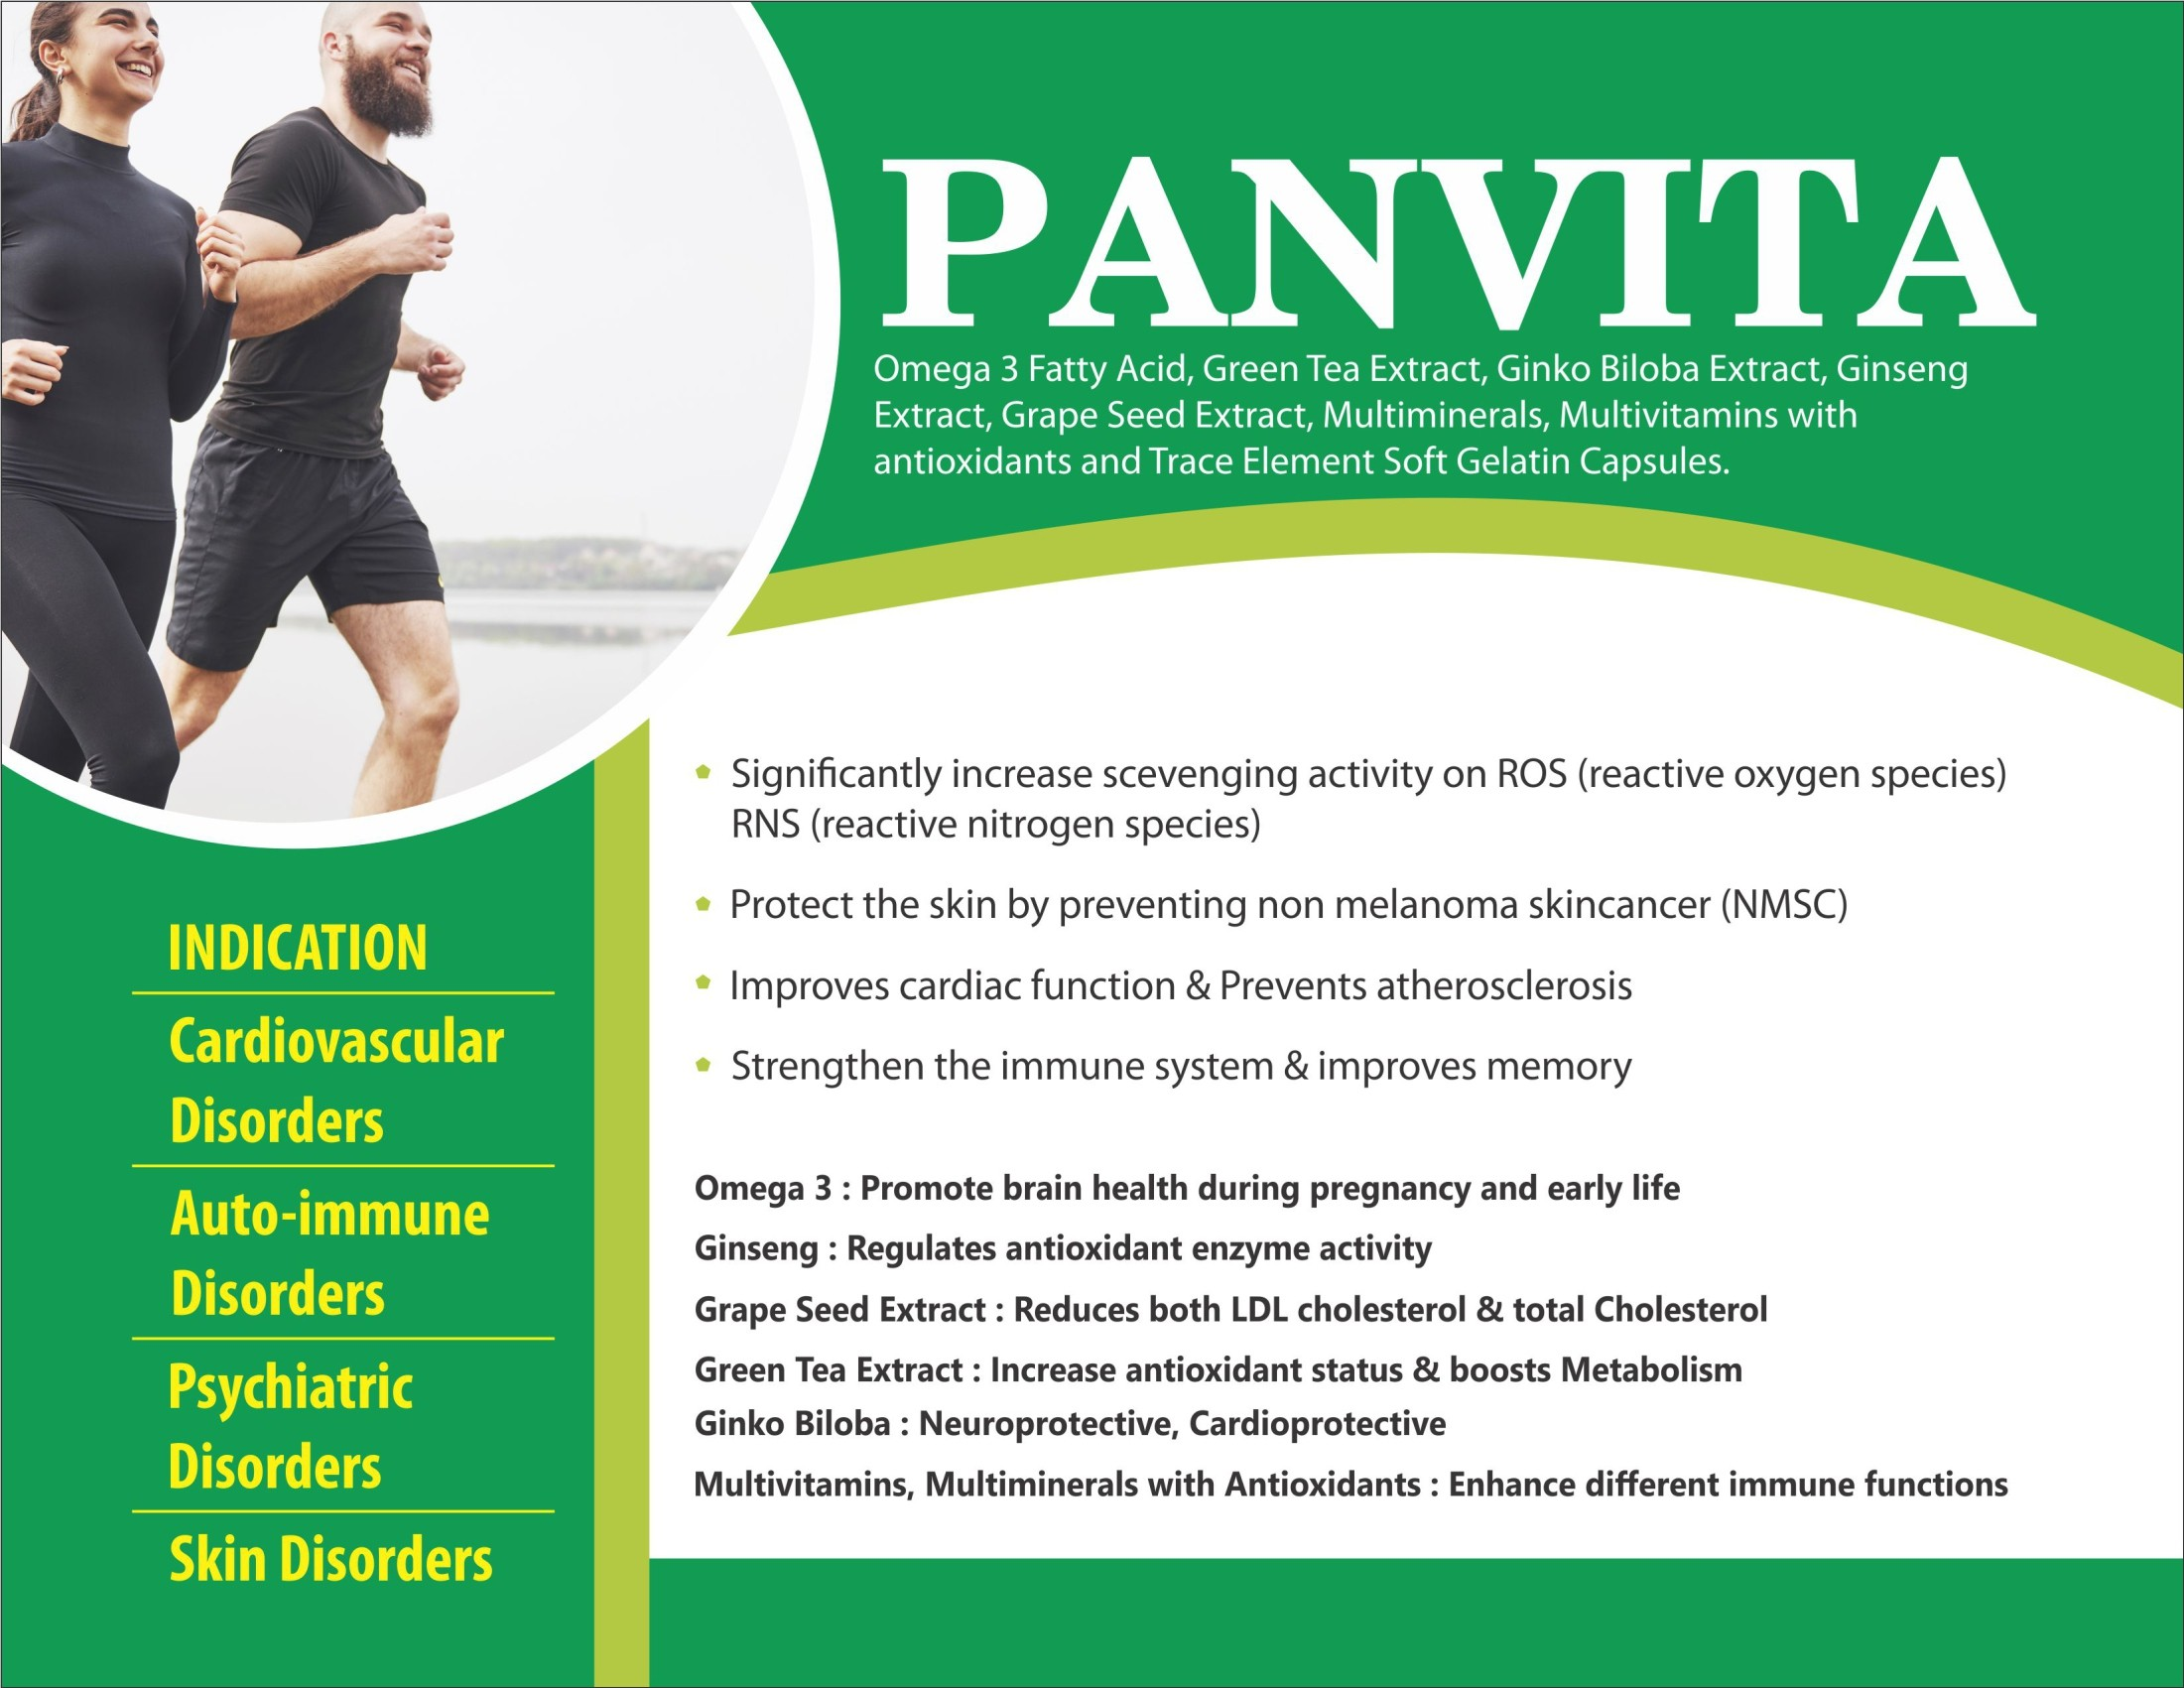 PANVITA
Omega 3 Fatty Acid, Green Tea Extract, Ginko Biloba Extract, Ginseng
Extract, Grape Seed Extract, Multiminerals, Multivitamins with
antioxidants and Trace Element Soft Gelatin Capsules.
• Significantly increase scevenging activity on ROS (reactive oxygen species)
RNS (reactive nitrogen species)
• Protect the skin by preventing non melanoma skincancer (NMSC)
• Improves cardiac function & Prevents atherosclerosis
• Strengthen the immune system & improves memory
Omega 3 : Promote brain health during pregnancy and early life
Ginseng : Regulates antioxidant enzyme activity
Grape Seed Extract : Reduces both LDL cholesterol & total Cholesterol
Green Tea Extract : Increase antioxidant status & boosts Metabolism
Ginko Biloba : Neuroprotective, Cardioprotective
Multivitamins, Multiminerals with Antioxidants : Enhance different immune functions
INDICATION
Cardiovascular
Disorders
Auto-immune
Disorders
Psychiatric
Disorders
Skin Disorders